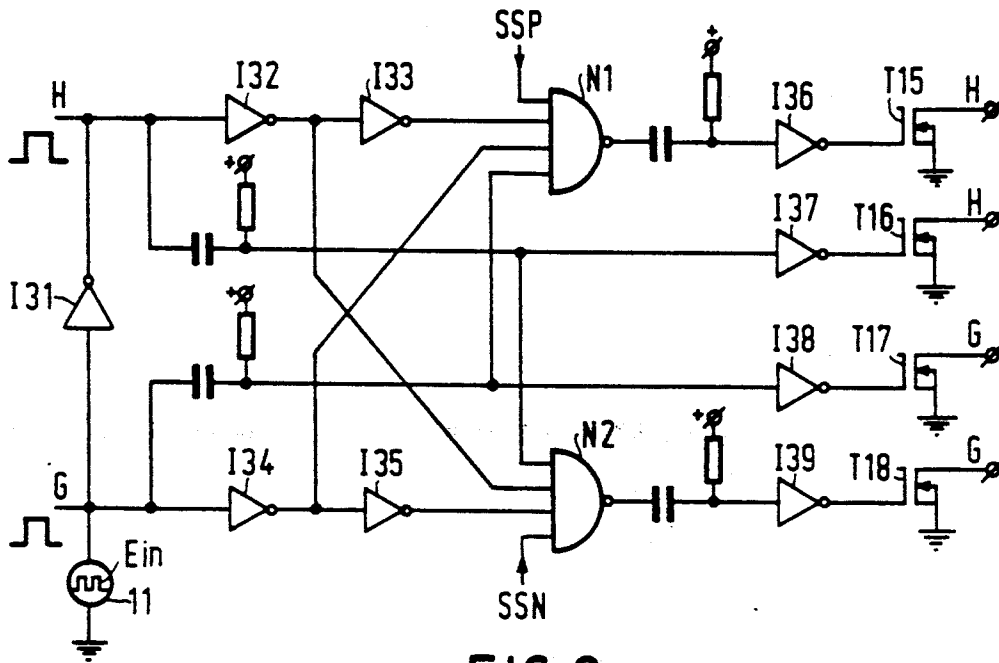 SSP
+
H
I32
I33
N1
I36
T15
H
+
I37
T16
H
I31
+
I38
T17
G
G
I34
I35
N2
+
I39
T18
G
Ein
11
SSN